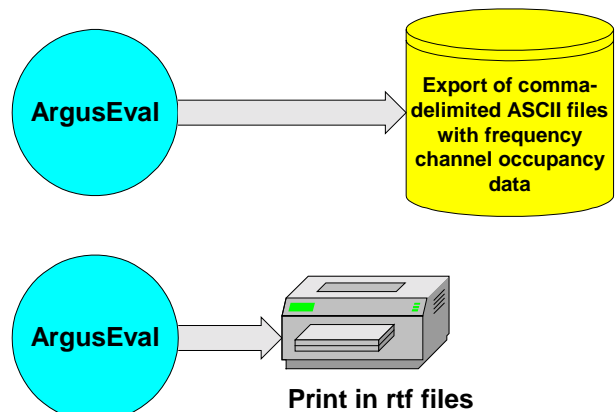 ArgusEval
Export of comma-
delimited ASCII files
with frequency
channel occupancy
data
ArgusEval
Print in rtf files